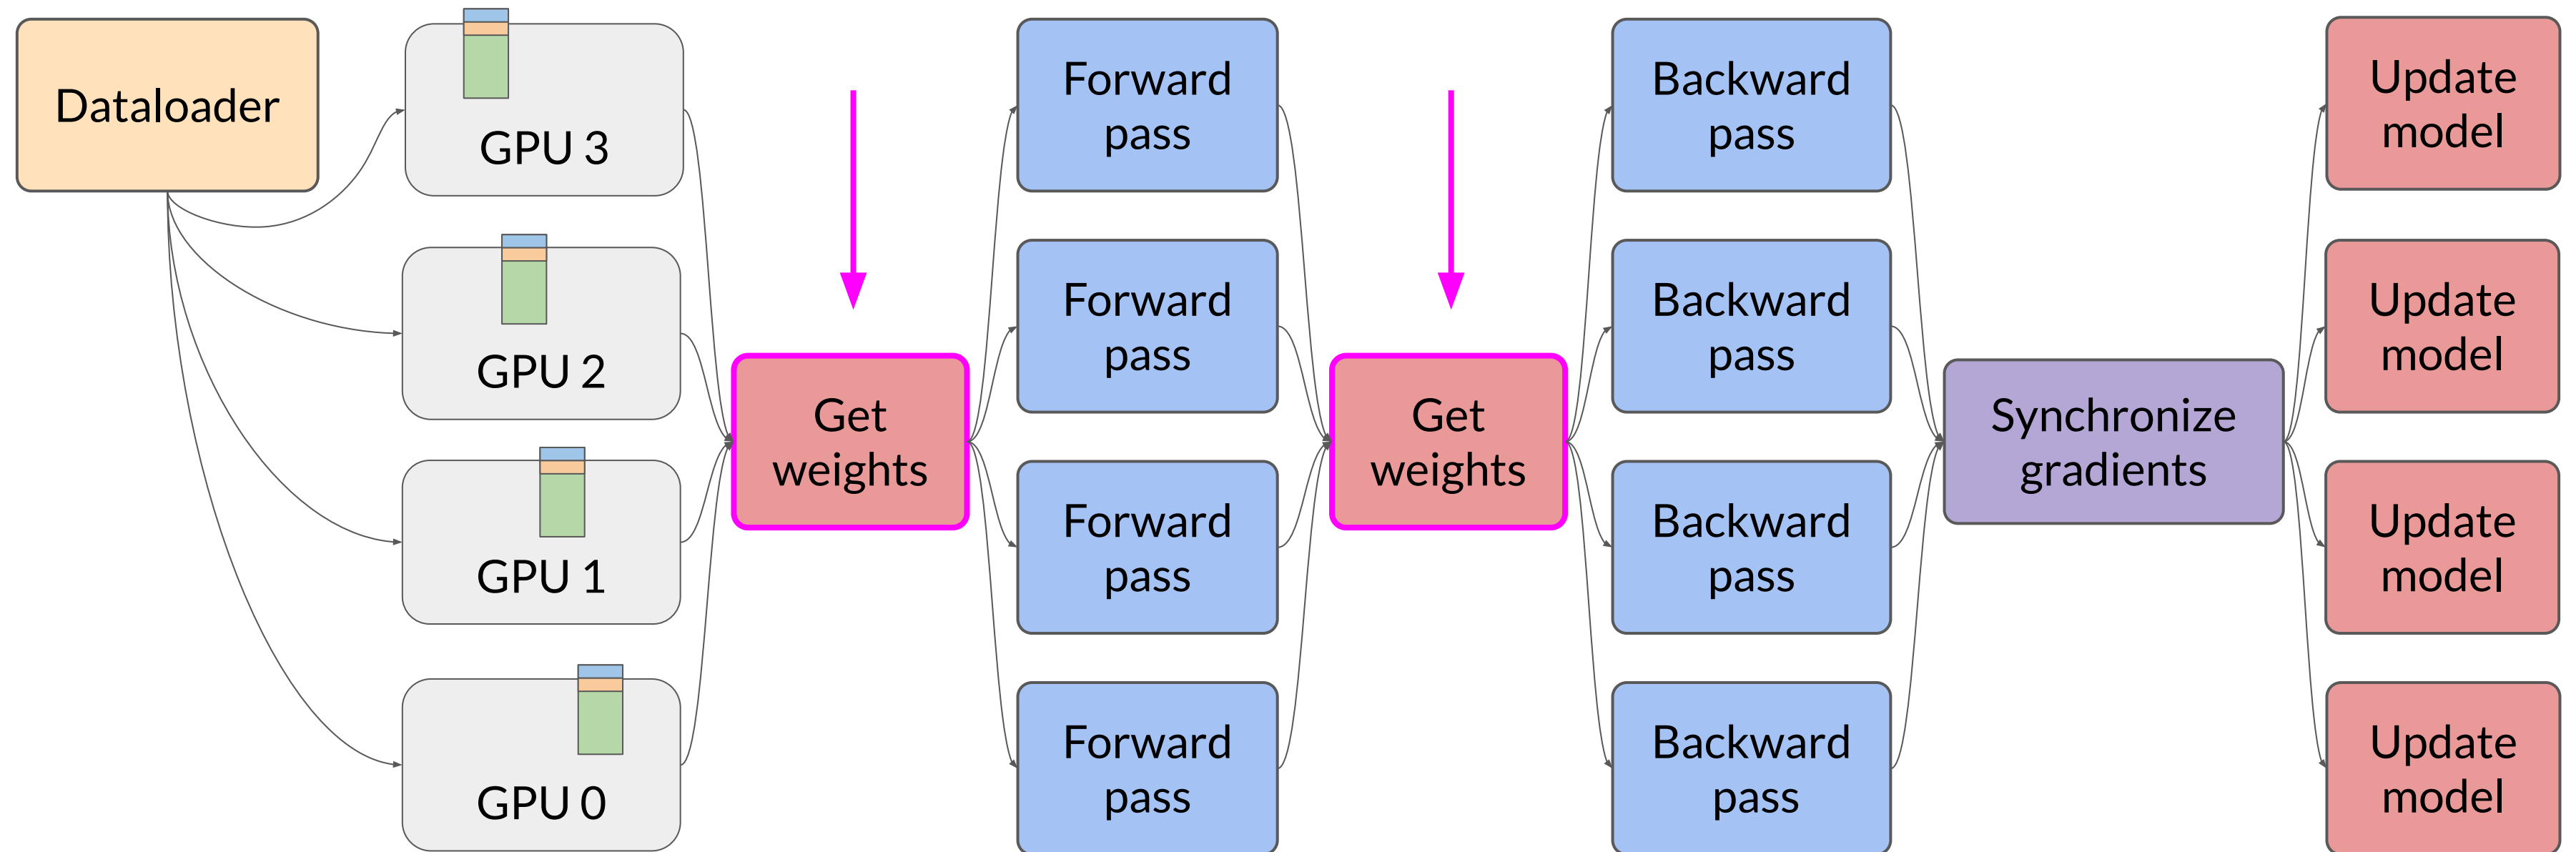 Dataloader
GPU 3
GPU 2
GPU 1
GPU 0
Get
weights
Forward
pass
Forward
pass
Forward
pass
Forward
pass
Get
weights
Backward
pass
Backward
pass
Backward
pass
Backward
pass
Synchronize
gradients
Update
model
Update
model
Update
model
Update
model